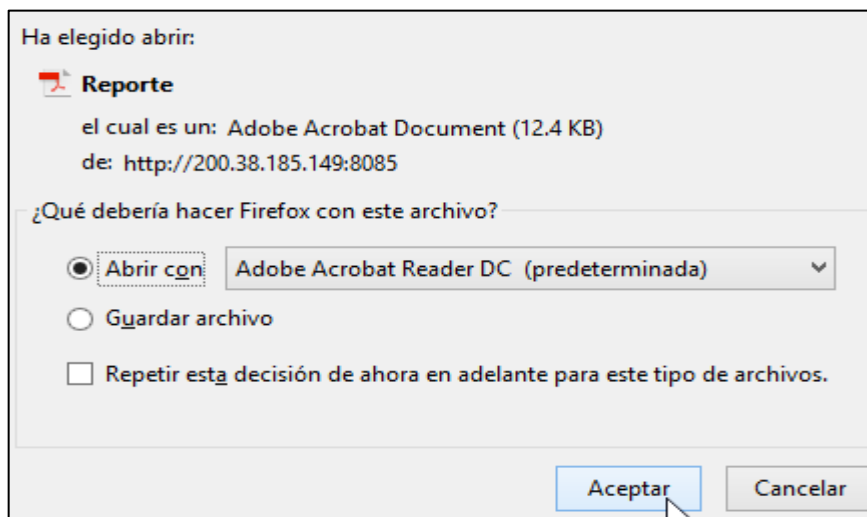 Ha elegido abrir:
Reporte
el cual es un: Adobe Acrobat Document (12.4 KB)
de: http://200.38.185.149:8085
¿Qué debería hacer Firefox con este archivo?
Abrir con Adobe Acrobat Reader DC (predeterminada)
Guardar archivo
Repetir esta decisión de ahora en adelante para este tipo de archivos.
Aceptar Cancelar